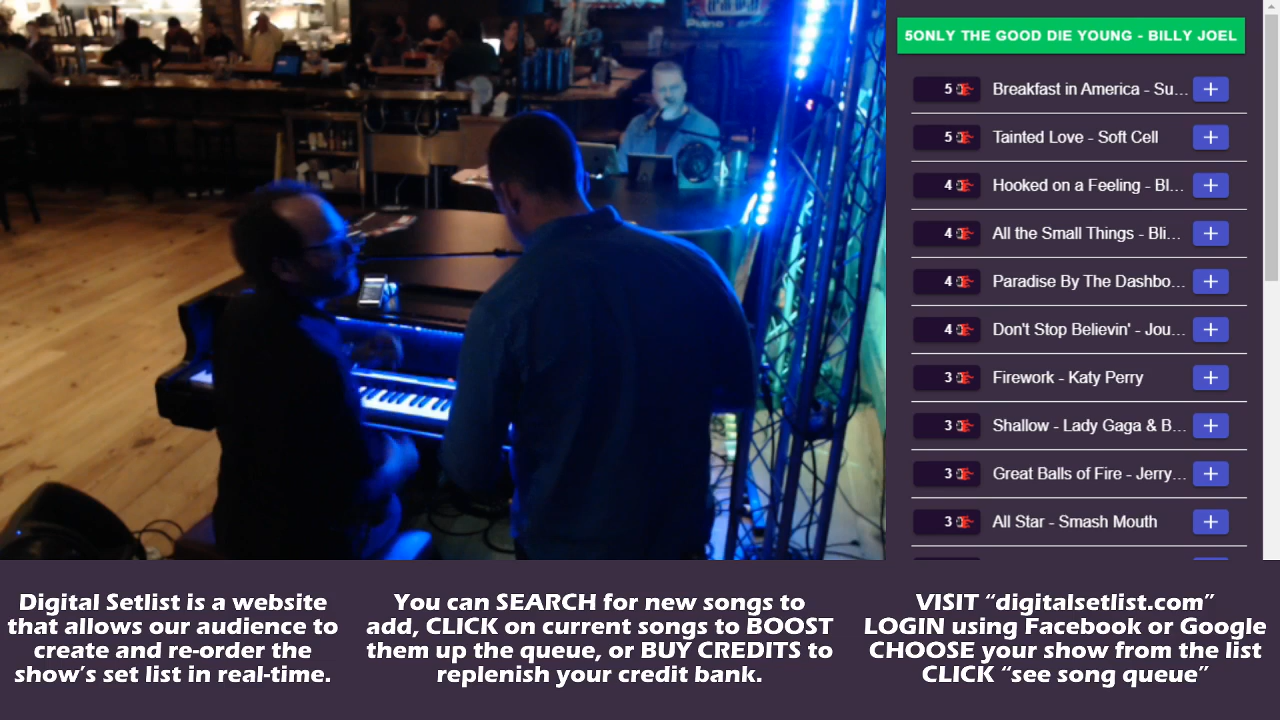 Piano
5ONLY THE GOOD DIE YOUNG - BILLY JOEL
5 Breakfast in America - Su...
5 Tainted Love - Soft Cell
4 Hooked on a Feeling - Bl...
4 All the Small Things - Bli...
4 Paradise By The Dashbo...
4 Don't Stop Believin' - Jou...
3 Firework - Katy Perry
3 Shallow - Lady Gaga & B...
3 Great Balls of Fire - Jerry...
3 All Star - Smash Mouth
Digital Setlist is a website
that allows our audience to
create and re-order the
show's set list in real-time.
You can SEARCH for new songs to
add, CLICK on current songs to BOOST
them up the queue, or BUY CREDITS to
replenish your credit bank.
VISIT “digitalsetlist.com”
LOGIN using Facebook or Google
CHOOSE your show from the list
CLICK “see song queue”